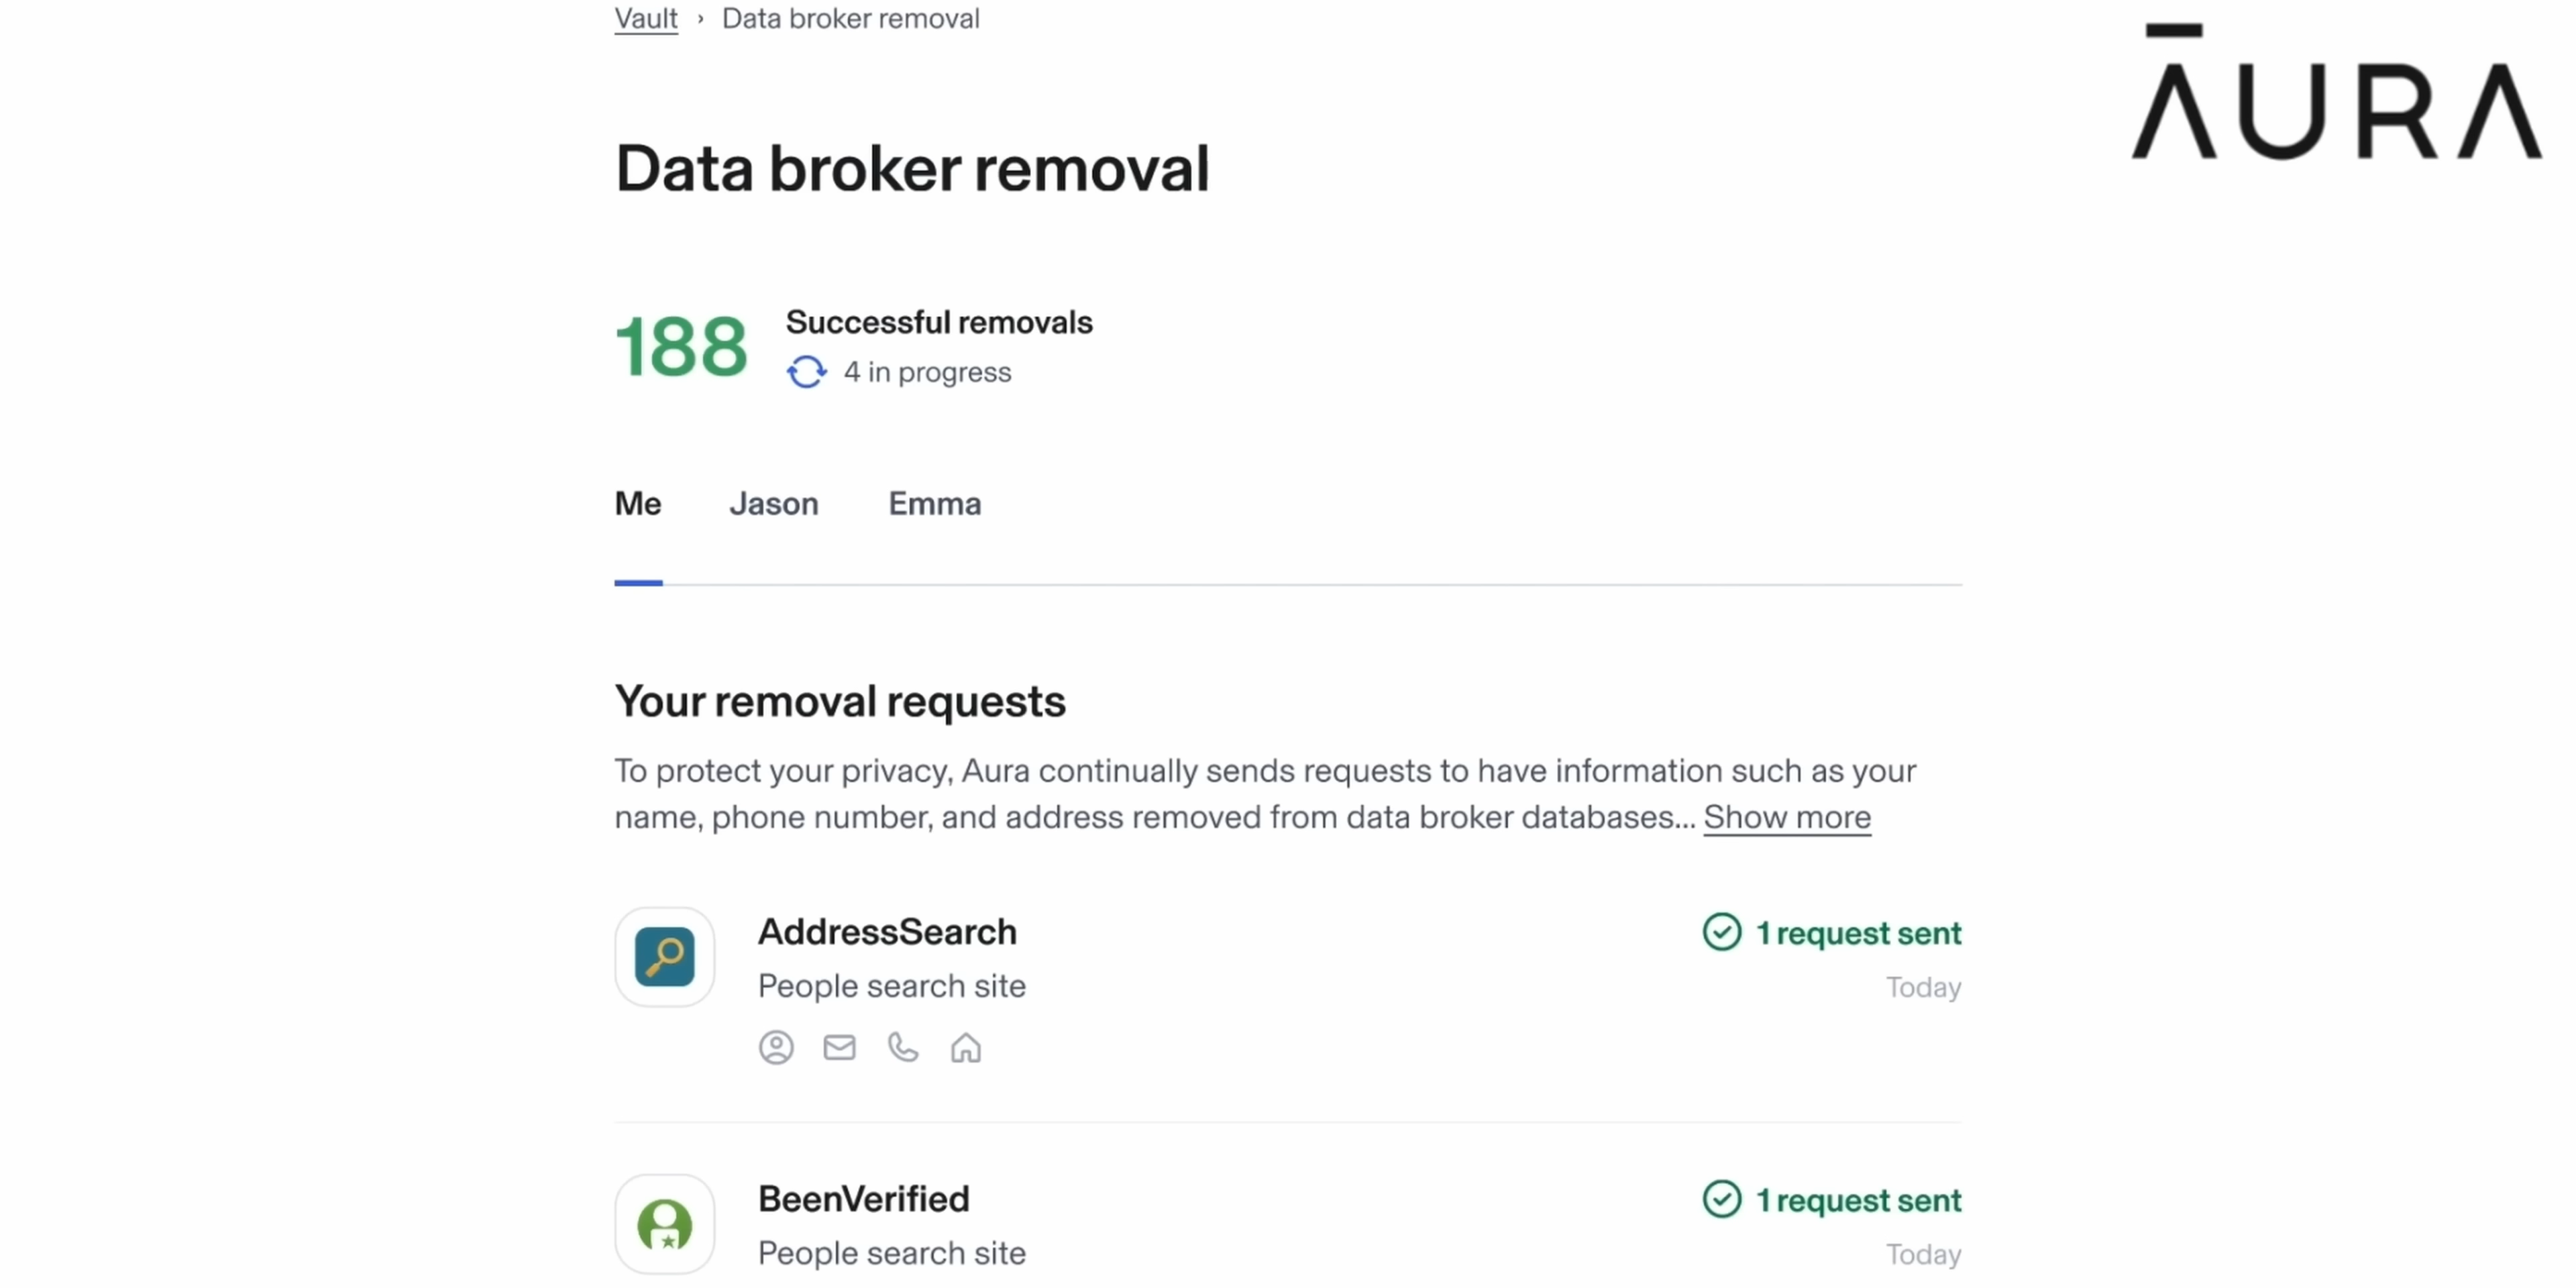 Vault › Data broker removal
ĀURA
Data broker removal
188
Successful removals
4 in progress
Me
Jason
Emma
Your removal requests
To protect your privacy, Aura continually sends requests to have information such as your
name, phone number, and address removed from data broker databases... Show more
AddressSearch
1 request sent
People search site
Today
BeenVerified
1 request sent
People search site
Today